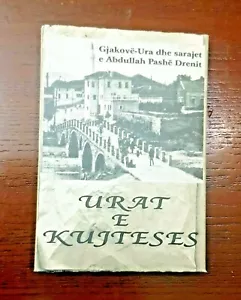 Gjakovë-Ura dhe sarajet
e Abdullah Pashë Drenit
URAT
E
KUJTESES